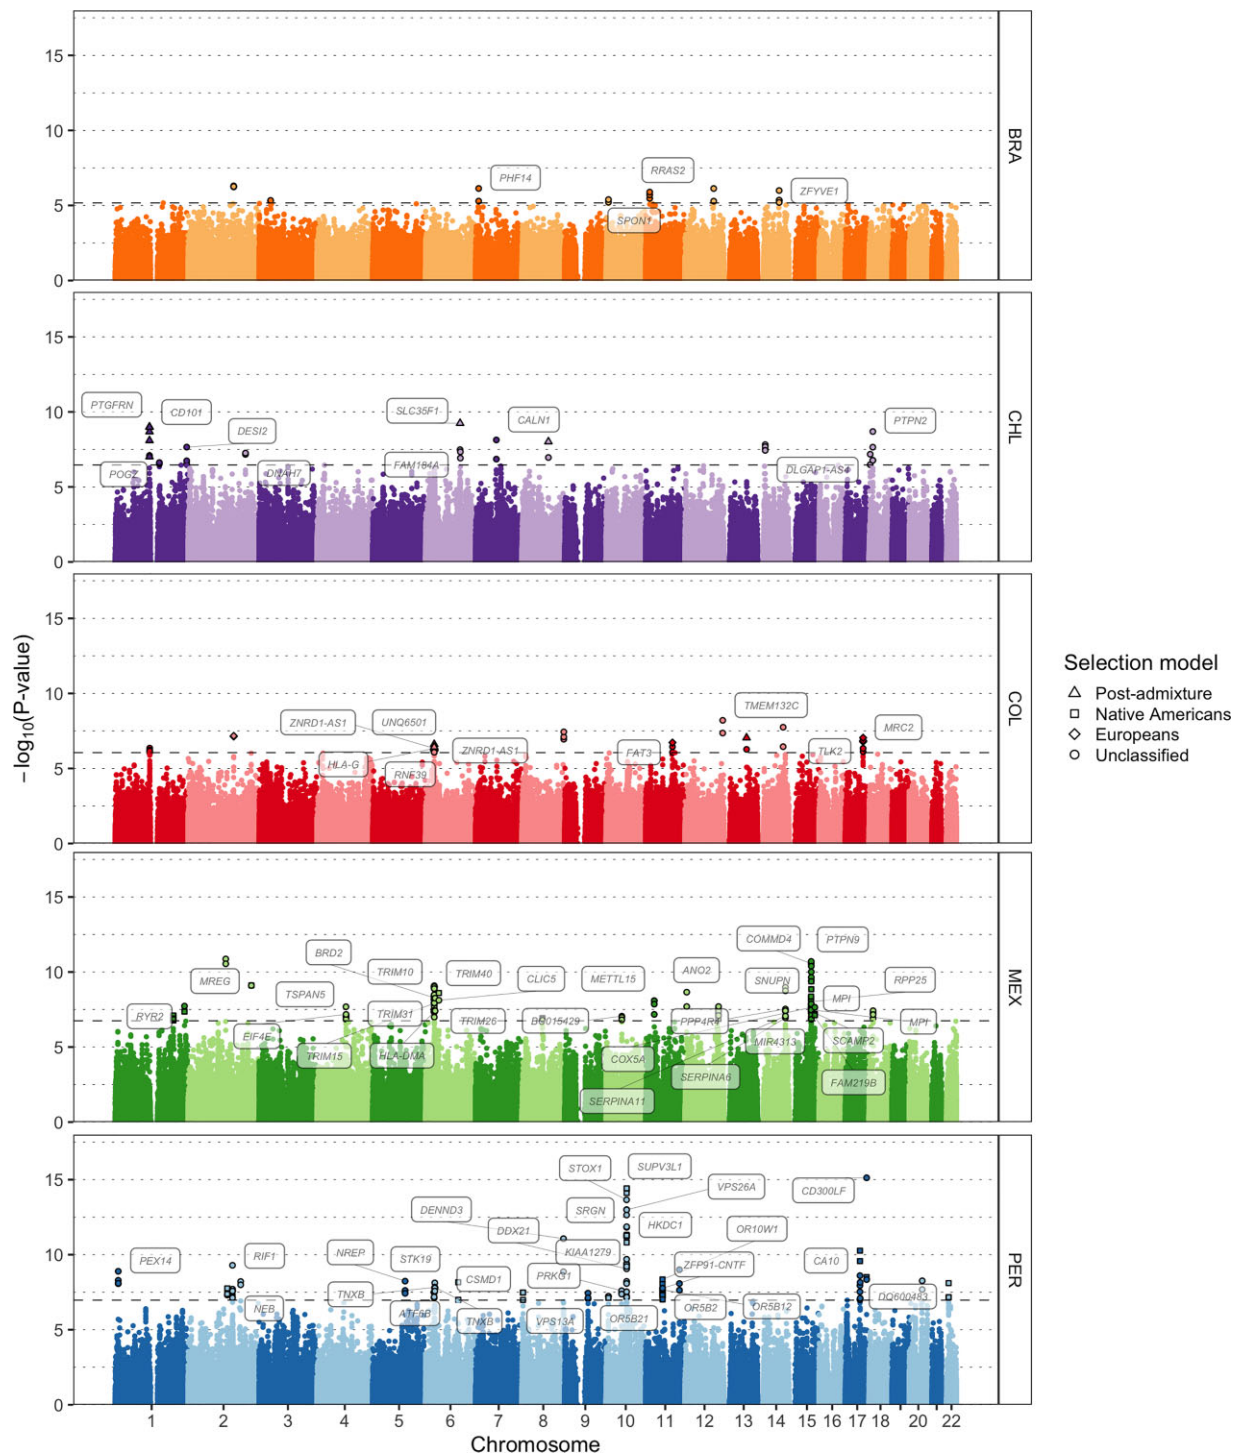 15
10
5
0
PHF14
RRAS2
SPON1
ZFYVE1
BRA
15
10
5
0
PTGFRN
CD101
DESI2
POGZ
DNAH7
SLC35F1
FAM184A
CALN1
PTPN2
DLGAP1-AS4
CHL
15
10
5
0
ZNRD1-AS1
UNQ6501
HLA-G
RNF39
ZNRD1-AS1
TMEM132C
FAT3
TLK2
MRC2
COL
−log10(P-value)
Selection model
Post-admixture
Native Americans
Europeans
Unclassified
15
10
5
0
BRD2
MREG
TSPAN5
TRIM10
TRIM40
CLIC5
METTL15
ANO2
COMMD4
PTPN9
SNUPN
RPP25
MPI
RYR2
EIF4E
TRIM31
TRIM15
HLA-DMA
TRIM26
BC015429
PPP4R4
MPI
COX5A
MIR4313
SCAMP2
SERPINA6
FAM219B
SERPINA11
MEX
15
10
5
0
STOX1
SUPV3L1
VPS26A
CD300LF
DENND3
DDX21
SRGN
HKDC1
OR10W1
PEX14
RIF1
NREP
STK19
KIAA1279
ZFP91-CNTF
CA10
TNXB
CSMD1
PRKG1
NEB
ATF6B
TNXB
VPS13A
OR5B21
OR5B2
OR5B12
DQ600483
PER
1 2 3 4 5 6 7 8 9 10 11 12 13 14 15 16 17 18 20 22
Chromosome